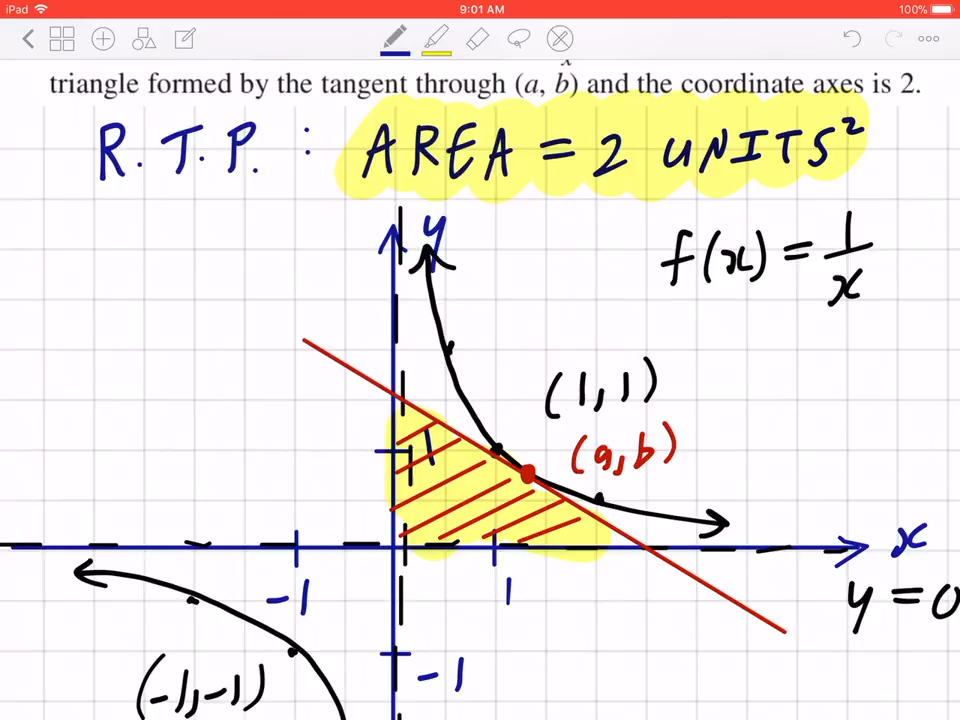 iPad 9:01 AM 100%
triangle formed by the tangent through (a, b) and the coordinate axes is 2.
R.T.P. : AREA = 2 UNITS²
y
f(x) = 1/x
(1, 1)
1
(a, b)
x
-1 1
y = 0
(-1, -1)
-1